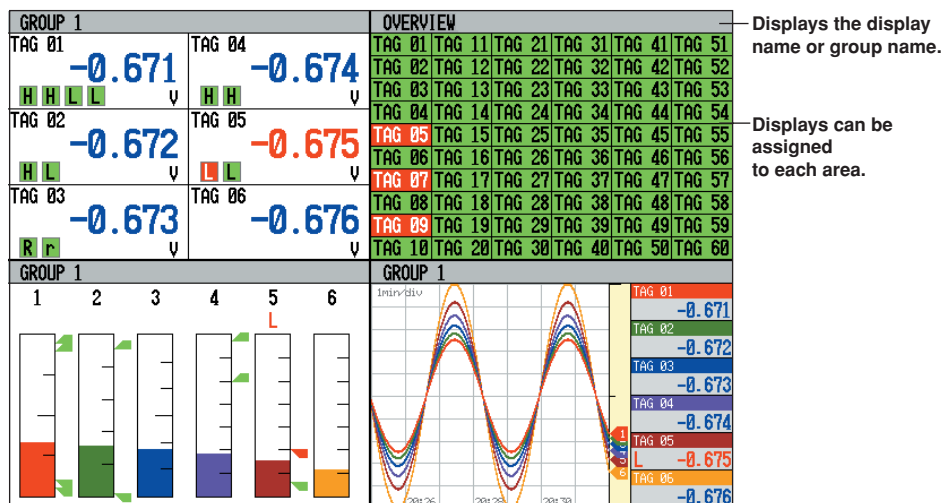 GROUP 1
TAG 01
-0.671
H H L L V
TAG 04
-0.674
H H V
TAG 02
-0.672
H L V
TAG 05
-0.675
L L V
TAG 03
-0.673
R r V
TAG 06
-0.676
V
OVERVIEW
TAG 01 TAG 11 TAG 21 TAG 31 TAG 41 TAG 51
TAG 02 TAG 12 TAG 22 TAG 32 TAG 42 TAG 52
TAG 03 TAG 13 TAG 23 TAG 33 TAG 43 TAG 53
TAG 04 TAG 14 TAG 24 TAG 34 TAG 44 TAG 54
TAG 05 TAG 15 TAG 25 TAG 35 TAG 45 TAG 55
TAG 06 TAG 16 TAG 26 TAG 36 TAG 46 TAG 56
TAG 07 TAG 17 TAG 27 TAG 37 TAG 47 TAG 57
TAG 08 TAG 18 TAG 28 TAG 38 TAG 48 TAG 58
TAG 09 TAG 19 TAG 29 TAG 39 TAG 49 TAG 59
TAG 10 TAG 20 TAG 30 TAG 40 TAG 50 TAG 60
Displays the display
name or group name.
Displays can be
assigned
to each area.
GROUP 1
1 2 3 4 5 6
L
GROUP 1
1min/div
20:26 20:28 20:30
1
6
TAG 01
-0.671
TAG 02
-0.672
TAG 03
-0.673
TAG 04
-0.674
TAG 05
L -0.675
TAG 06
-0.676